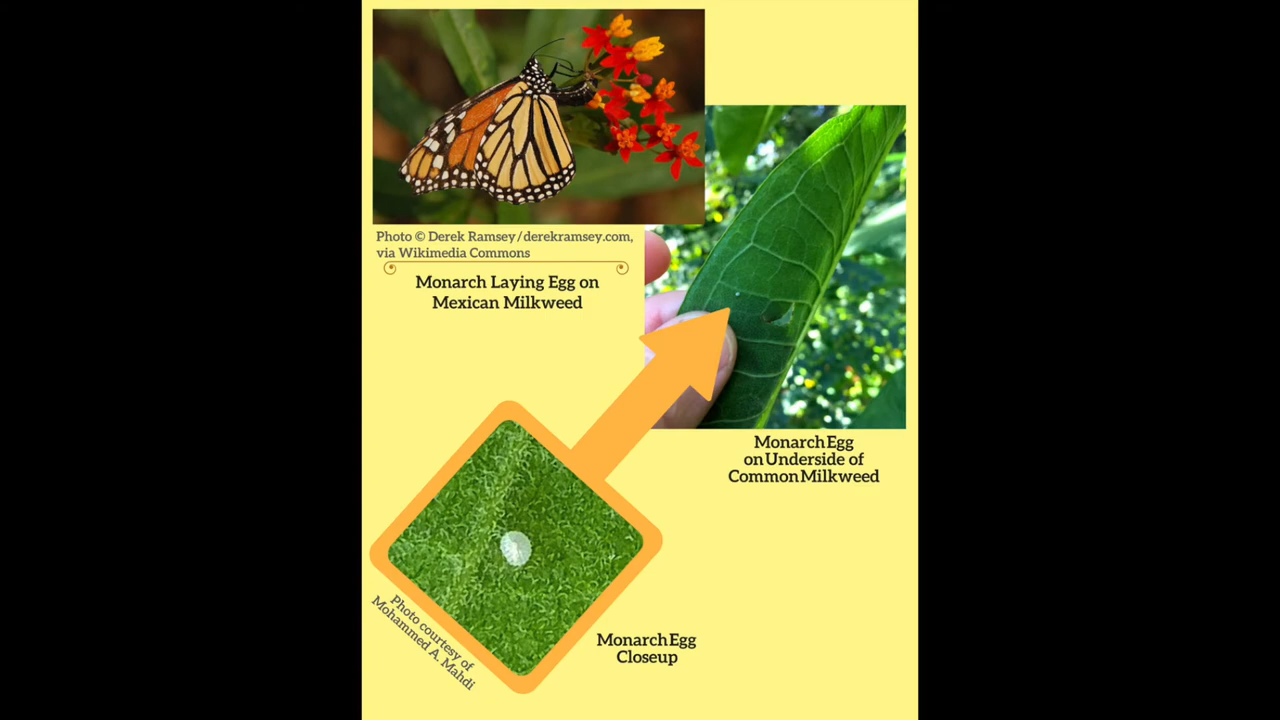 Photo © Derek Ramsey/derekramsey.com,
via Wikimedia Commons
Monarch Laying Egg on
Mexican Milkweed
Monarch Egg
on Underside of
Common Milkweed
Photo courtesy of
Mohammed A. Mahdi
Monarch Egg
Closeup